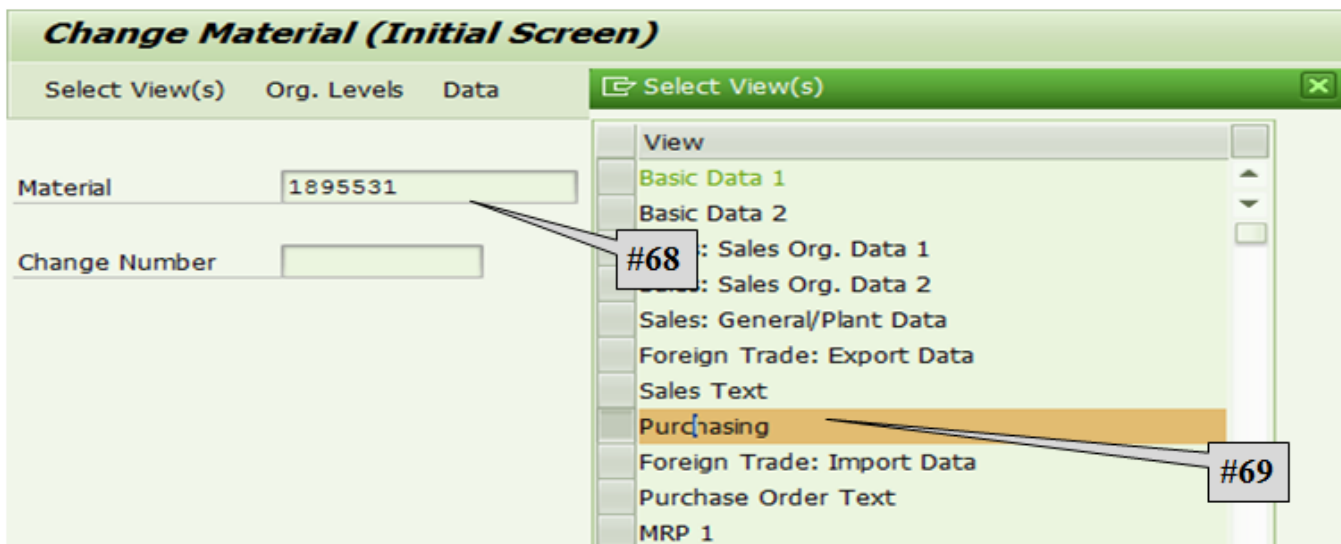 Change Material (Initial Screen)
Select View(s) Org. Levels Data
Select View(s)
View
Material 1895531
Basic Data 1
Basic Data 2
: Sales Org. Data 1
#68
Change Number
: Sales Org. Data 2
Sales: General/Plant Data
Foreign Trade: Export Data
Sales Text
Purchasing
Foreign Trade: Import Data
#69
Purchase Order Text
MRP 1